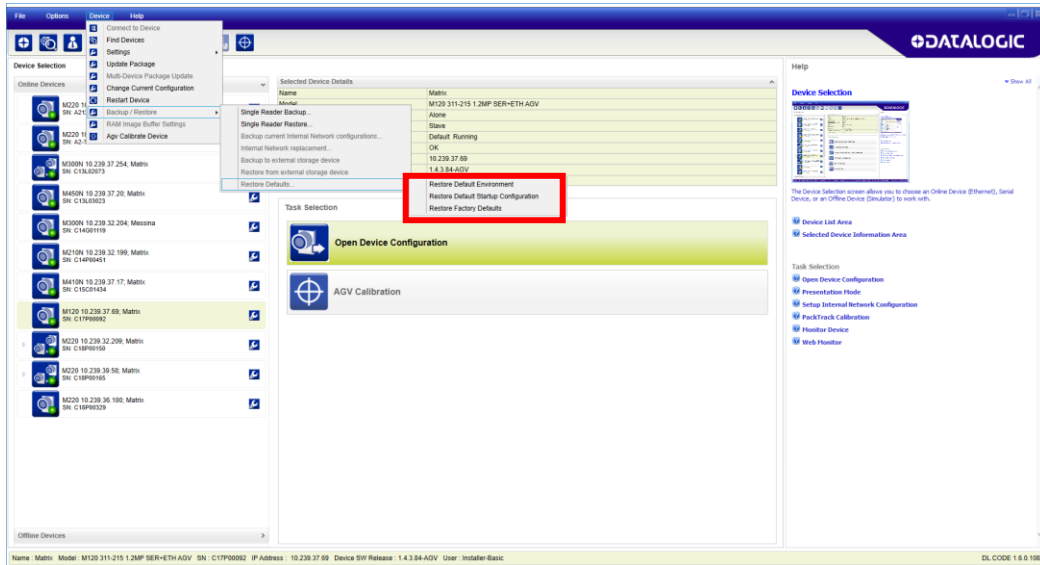 File Options Device Help
DATALOGIC
Connect to Device
Find Devices
Settings
Update Package
Multi-Device Package Update
Change Current Configuration
Restart Device
Backup / Restore
RAM Image Buffer Settings
Agv Calibrate Device
Single Reader Backup...
Single Reader Restore...
Backup current Internal Network configurations...
Internal Network replacement...
Backup to external storage device
Restore from external storage device
Restore Defaults...
Restore Default Environment
Restore Default Startup Configuration
Restore Factory Defaults
Device Selection
Online Devices
M220
SN:
M220
SN:
M300N 10.239.37.254; Matrix
SN: C13L02073
M450N 10.239.37.20; Matrix
SN: C13L03023
M300N 10.239.32.204; Messina
SN: C14G01119
M210N 10.239.32.199; Matrix
SN: C14P00451
M410N 10.239.37.17; Matrix
SN: C15C01434
M120 10.239.37.69; Matrix
SN: C17P00092
M220 10.239.32.209; Matrix
SN: C18P00150
M220 10.239.39.58; Matrix
SN: C18P00165
M220 10.239.36.100; Matrix
SN: C18P00329
Offline Devices
Selected Device Details
Name Matrix
Model M120 311-215 1.2MP SER+ETH AGV
Alone
Slave
Default Running
OK
10.239.37.69
1.4.3.84-AGV
Task Selection
Open Device Configuration
AGV Calibration
Help
Show All
Device Selection
The Device Selection screen allows you to choose an Online Device (Ethernet), Serial
Device, or an Offline Device (Simulator) to work with.
Device List Area
Selected Device Information Area
Task Selection
Open Device Configuration
Presentation Mode
Setup Internal Network Configuration
PackTrack Calibration
Monitor Device
Web Monitor
Name : Matrix Model : M120 311-215 1.2MP SER+ETH AGV SN : C17P00092 IP Address : 10.239.37.69 Device SW Release : 1.4.3.84-AGV User : Installer-Basic
DL.CODE 1.6.0.108